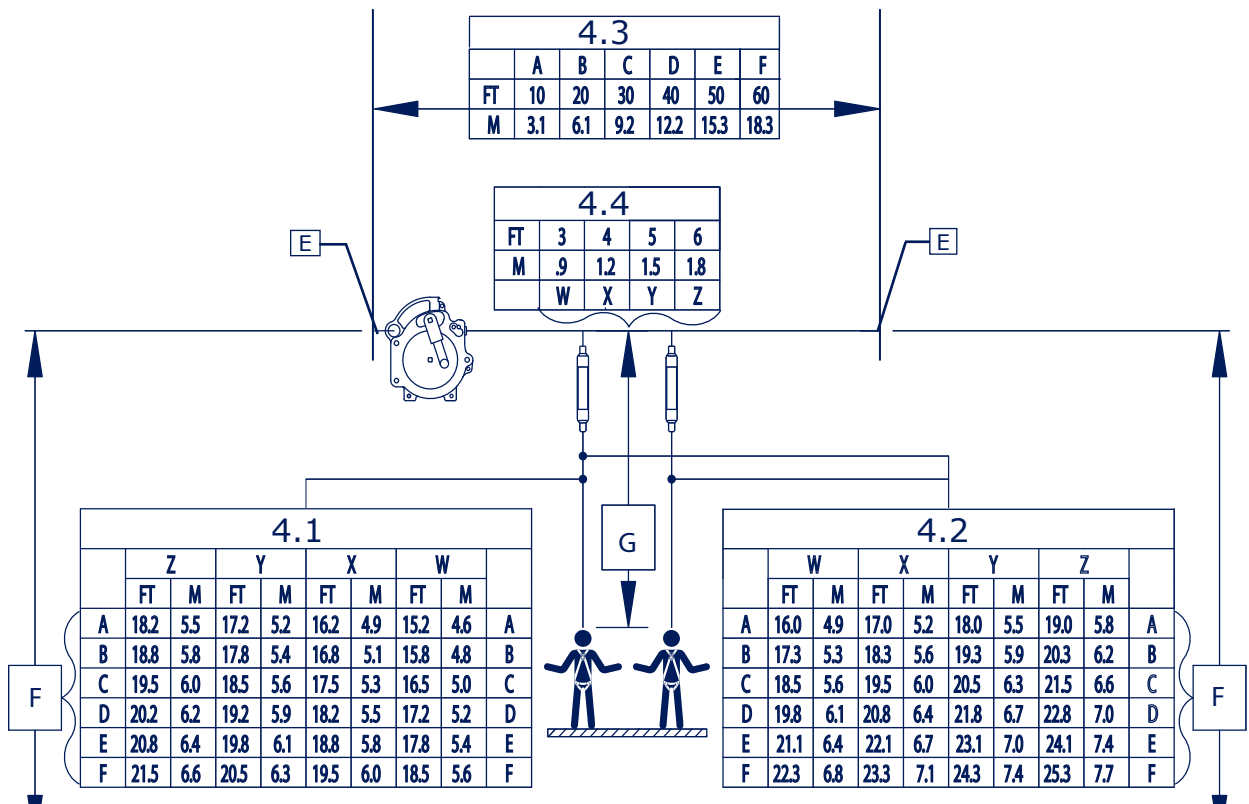 4.3
A B C D E F
FT 10 20 30 40 50 60
M 3.1 6.1 9.2 12.2 15.3 18.3
4.4
FT 3 4 5 6
M .9 1.2 1.5 1.8
W X Y Z
E
E
G
F
F
4.1
Z Y X W
FT M FT M FT M FT M
A 18.2 5.5 17.2 5.2 16.2 4.9 15.2 4.6 A
B 18.8 5.8 17.8 5.4 16.8 5.1 15.8 4.8 B
C 19.5 6.0 18.5 5.6 17.5 5.3 16.5 5.0 C
D 20.2 6.2 19.2 5.9 18.2 5.5 17.2 5.2 D
E 20.8 6.4 19.8 6.1 18.8 5.8 17.8 5.4 E
F 21.5 6.6 20.5 6.3 19.5 6.0 18.5 5.6 F
4.2
W X Y Z
FT M FT M FT M FT M
A 16.0 4.9 17.0 5.2 18.0 5.5 19.0 5.8 A
B 17.3 5.3 18.3 5.6 19.3 5.9 20.3 6.2 B
C 18.5 5.6 19.5 6.0 20.5 6.3 21.5 6.6 C
D 19.8 6.1 20.8 6.4 21.8 6.7 22.8 7.0 D
E 21.1 6.4 22.1 6.7 23.1 7.0 24.1 7.4 E
F 22.3 6.8 23.3 7.1 24.3 7.4 25.3 7.7 F